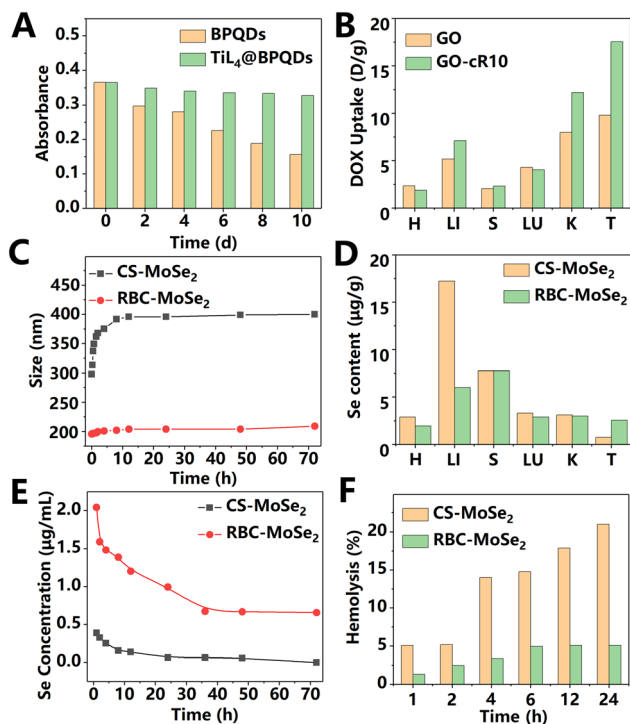 A
BPQDs
TiL₄@BPQDs
Absorbance
0.5
0.4
0.3
0.2
0.1
0.0
0 2 4 6 8 10
Time (d)
B
GO
GO-cR10
DOX Uptake (D/g)
20
15
10
5
0
H LI S LU K T
C
CS-MoSe₂
RBC-MoSe₂
Size (nm)
450
400
350
300
250
200
0 10 20 30 40 50 60 70
Time (h)
D
CS-MoSe₂
RBC-MoSe₂
Se content (μg/g)
20
15
10
5
0
H LI S LU K T
E
CS-MoSe₂
RBC-MoSe₂
Se Concentration (μg/mL)
2.0
1.5
1.0
0.5
0.0
0 10 20 30 40 50 60 70
Time (h)
F
CS-MoSe₂
RBC-MoSe₂
Hemolysis (%)
20
15
10
5
0
1 2 4 6 12 24
Time (h)